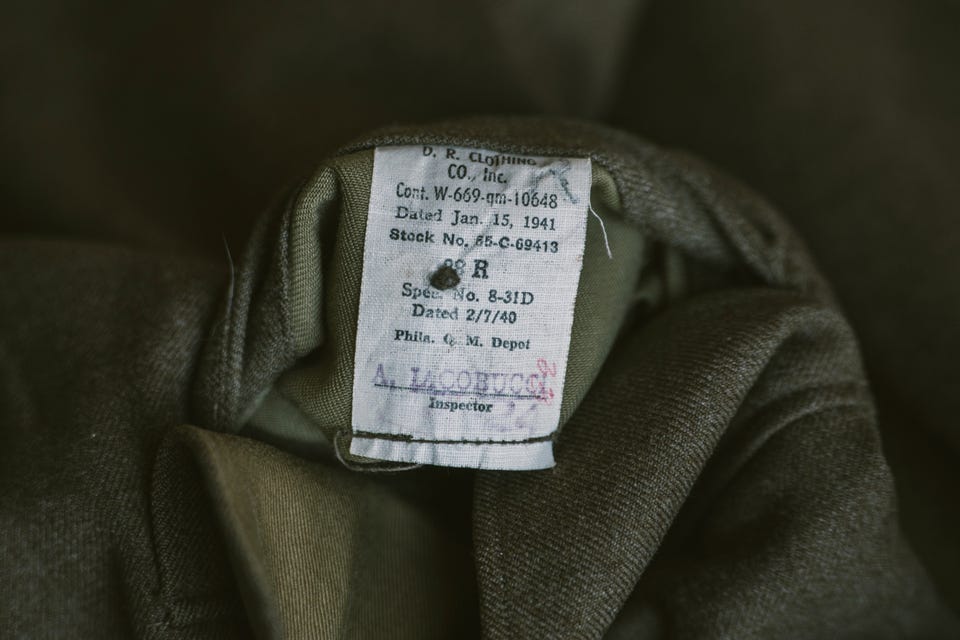 D. R. CLOTHING
CO., Inc.
Cont. W-669-qm-10648
Dated Jan. 15, 1941
Stock No. 55-C-69413
R
Spec. No. 8-31D
Dated 2/7/40
Phila. Q. M. Depot
A. IACOBUCCI
Inspector